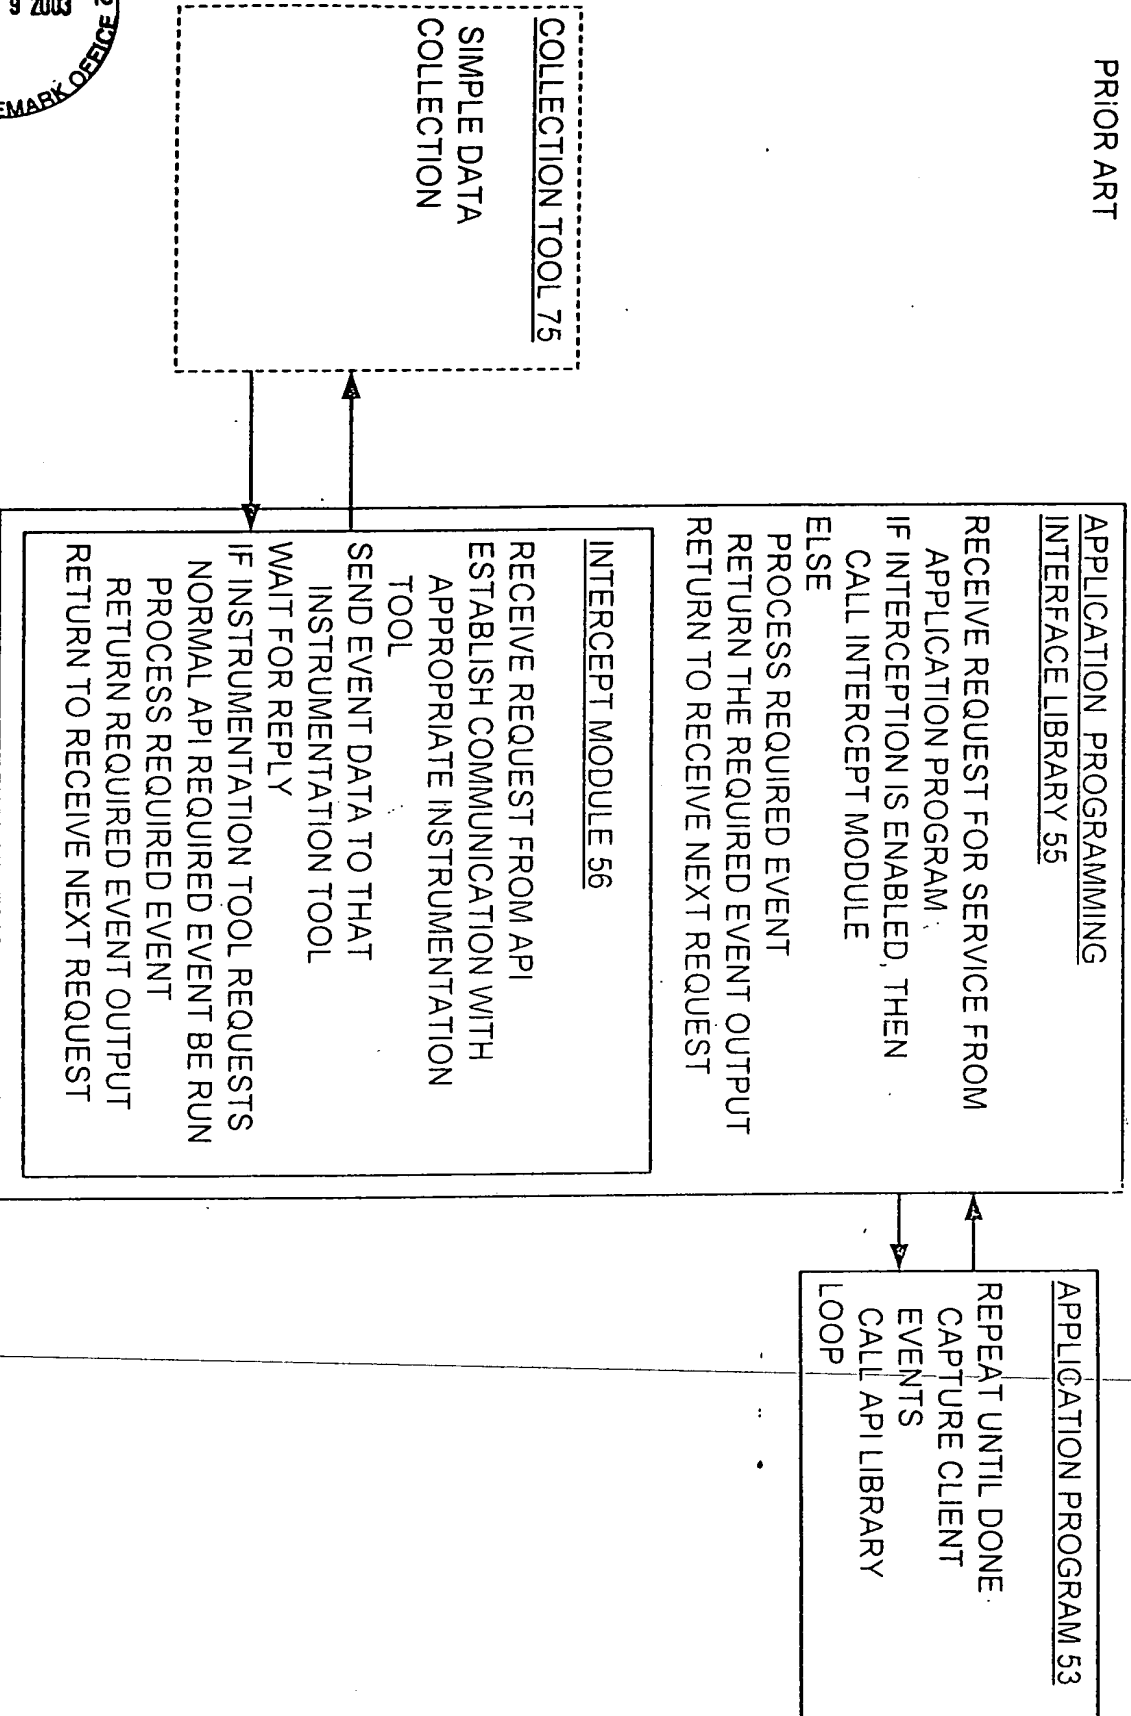 PRIOR ART
9 2003
EMARK OFFICE
COLLECTION TOOL 75
SIMPLE DATA
COLLECTION
APPLICATION PROGRAMMING
INTERFACE LIBRARY 55
RECEIVE REQUEST FOR SERVICE FROM
APPLICATION PROGRAM
IF INTERCEPTION IS ENABLED, THEN
CALL INTERCEPT MODULE
ELSE
PROCESS REQUIRED EVENT
RETURN THE REQUIRED EVENT OUTPUT
RETURN TO RECEIVE NEXT REQUEST
INTERCEPT MODULE 56
RECEIVE REQUEST FROM API
ESTABLISH COMMUNICATION WITH
APPROPRIATE INSTRUMENTATION
TOOL
SEND EVENT DATA TO THAT
INSTRUMENTATION TOOL
WAIT FOR REPLY
IF INSTRUMENTATION TOOL REQUESTS
NORMAL API REQUIRED EVENT BE RUN
PROCESS REQUIRED EVENT
RETURN REQUIRED EVENT OUTPUT
RETURN TO RECEIVE NEXT REQUEST
APPLICATION PROGRAM 53
REPEAT UNTIL DONE
CAPTURE CLIENT
EVENTS
CALL API LIBRARY
LOOP